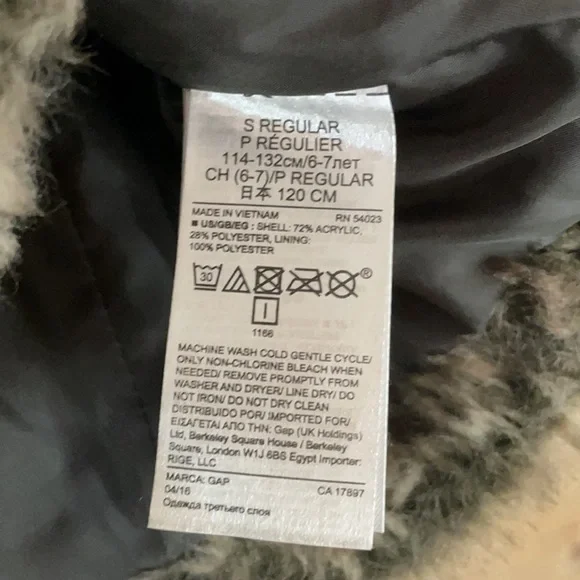 S REGULAR
P RÉGULIER
114-132см/6-7лет
CH (6-7)/P REGULAR
日本 120 CM
MADE IN VIETNAM RN 54023
■ US/GB/EG : SHELL: 72% ACRYLIC,
28% POLYESTER, LINING:
100% POLYESTER
30 ®
I
1166
MACHINE WASH COLD GENTLE CYCLE/
ONLY NON-CHLORINE BLEACH WHEN
NEEDED/ REMOVE PROMPTLY FROM
WASHER AND DRYER/ LINE DRY/ DO
NOT IRON/ DO NOT DRY CLEAN
DISTRIBUIDO POR/ IMPORTED FOR/
ΕΙΣΑΓΕΤΑΙ ΑΠΟ ΤΗΝ: Gap (UK Holdings)
Ltd, Berkeley Square House / Berkeley
Square, London W1J 6BS Egypt Importer:
RIGE, LLC
MARCA: GAP
04/16 CA 17897
Одежда третьего слоя